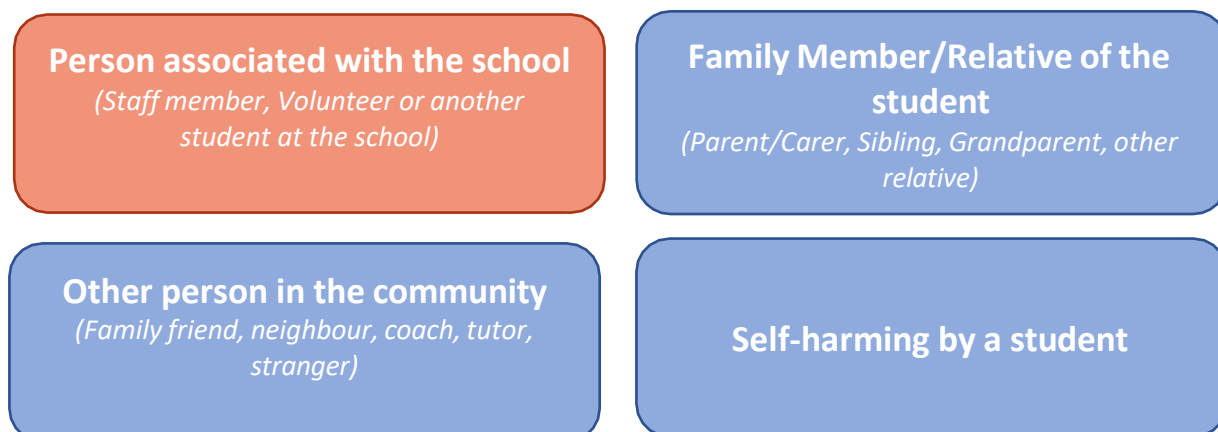 Person associated with the school
(Staff member, Volunteer or another
student at the school)
Family Member/Relative of the
student
(Parent/Carer, Sibling, Grandparent, other
relative)
Other person in the community
(Family friend, neighbour, coach, tutor,
stranger)
Self-harming by a student